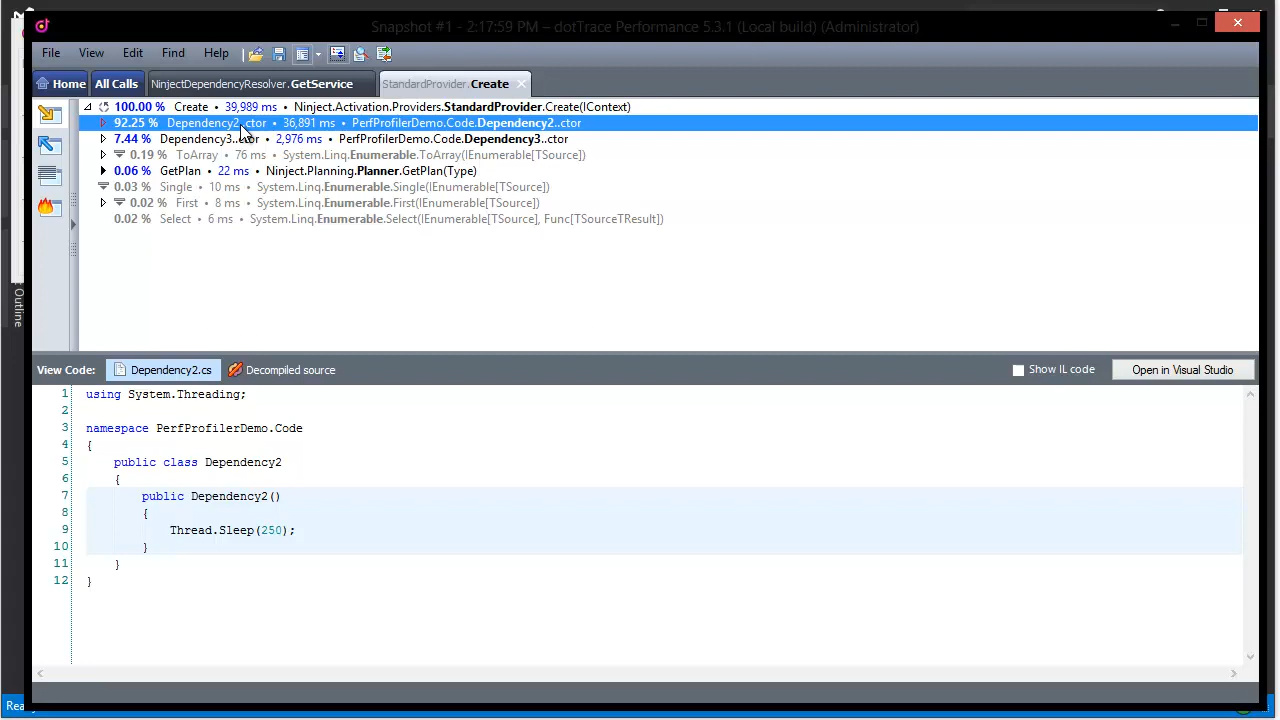 Snapshot #1 - 2:17:59 PM – dotTrace Performance 5.3.1 (Local build) (Administrator)
File View Edit Find Help
Home All Calls NinjectDependencyResolver.GetService StandardProvider.Create
100.00 % Create • 39,989 ms • Ninject.Activation.Providers.StandardProvider.Create(IContext)
92.25 % Dependency2..ctor • 36,891 ms • PerfProfilerDemo.Code.Dependency2..ctor
7.44 % Dependency3..ctor • 2,976 ms • PerfProfilerDemo.Code.Dependency3..ctor
0.19 % ToArray • 76 ms • System.Linq.Enumerable.ToArray(IEnumerable[TSource])
0.06 % GetPlan • 22 ms • Ninject.Planning.Planner.GetPlan(Type)
0.03 % Single • 10 ms • System.Linq.Enumerable.Single(IEnumerable[TSource])
0.02 % First • 8 ms • System.Linq.Enumerable.First(IEnumerable[TSource])
0.02 % Select • 6 ms • System.Linq.Enumerable.Select(IEnumerable[TSource], Func[TSourceTResult])
Outline
View Code: Dependency2.cs Decompiled source Show IL code Open in Visual Studio
1 using System.Threading;
2
3 namespace PerfProfilerDemo.Code
4 {
5 public class Dependency2
6 {
7 public Dependency2()
8 {
9 Thread.Sleep(250);
10 }
11 }
12 }